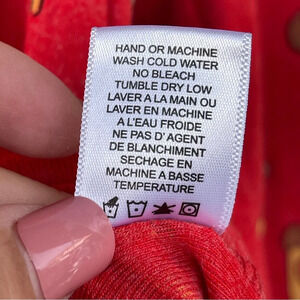 HAND OR MACHINE
WASH COLD WATER
NO BLEACH
TUMBLE DRY LOW
LAVER A LA MAIN OU
LAVER EN MACHINE
A L'EAU FROIDE
NE PAS D' AGENT
DE BLANCHIMENT
SECHAGE EN
MACHINE A BASSE
TEMPERATURE